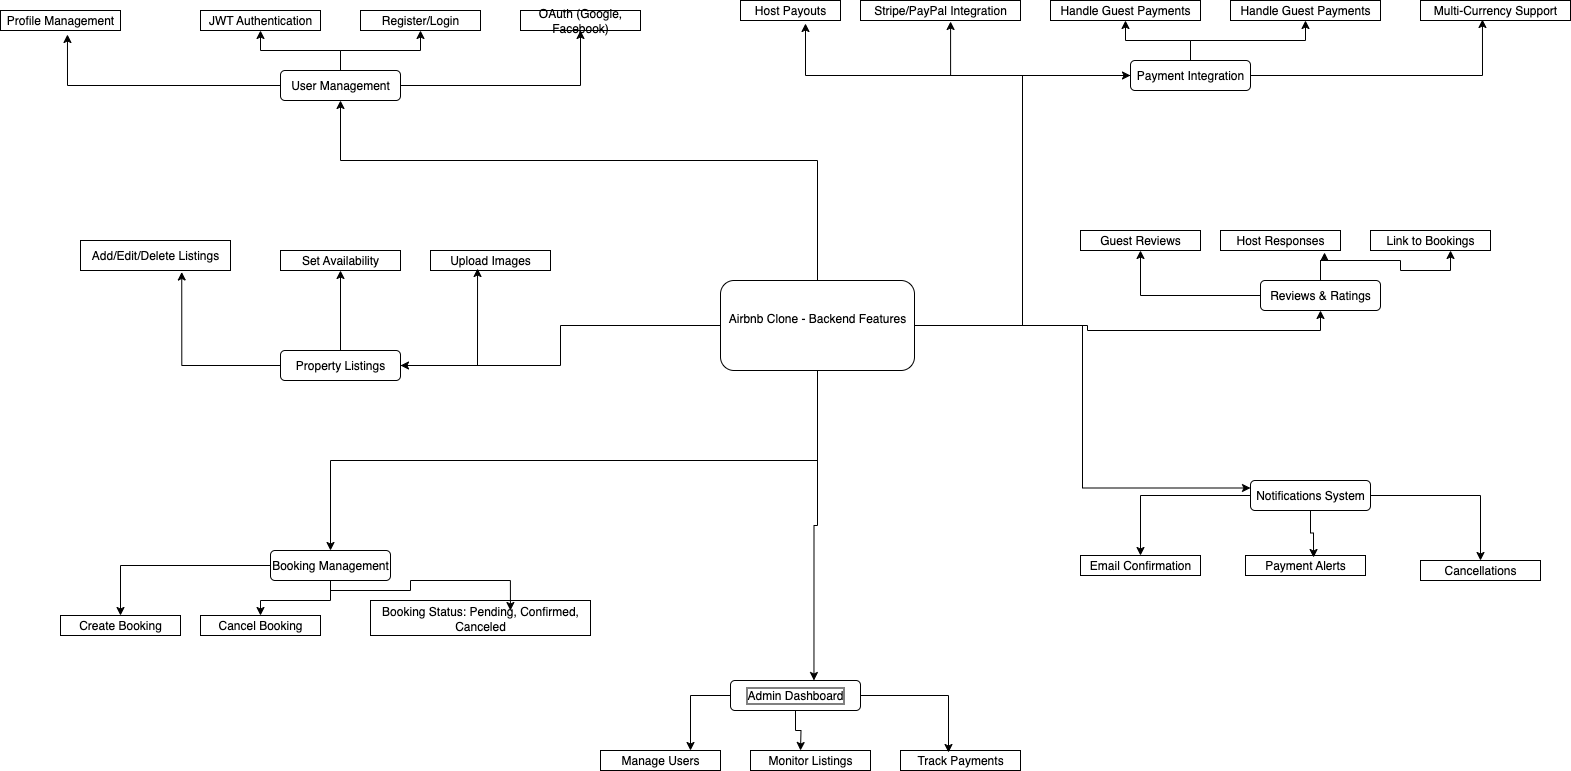 Profile Management
JWT Authentication
Register/Login
OAuth (Google,
Facebook)
Host Payouts
Stripe/PayPal Integration
Handle Guest Payments
Handle Guest Payments
Multi-Currency Support
User Management
Payment Integration
Add/Edit/Delete Listings
Set Availability
Upload Images
Guest Reviews
Host Responses
Link to Bookings
Airbnb Clone - Backend Features
Reviews & Ratings
Property Listings
Notifications System
Booking Management
Email Confirmation
Payment Alerts
Cancellations
Create Booking
Cancel Booking
Booking Status: Pending, Confirmed,
Canceled
Admin Dashboard
Manage Users
Monitor Listings
Track Payments